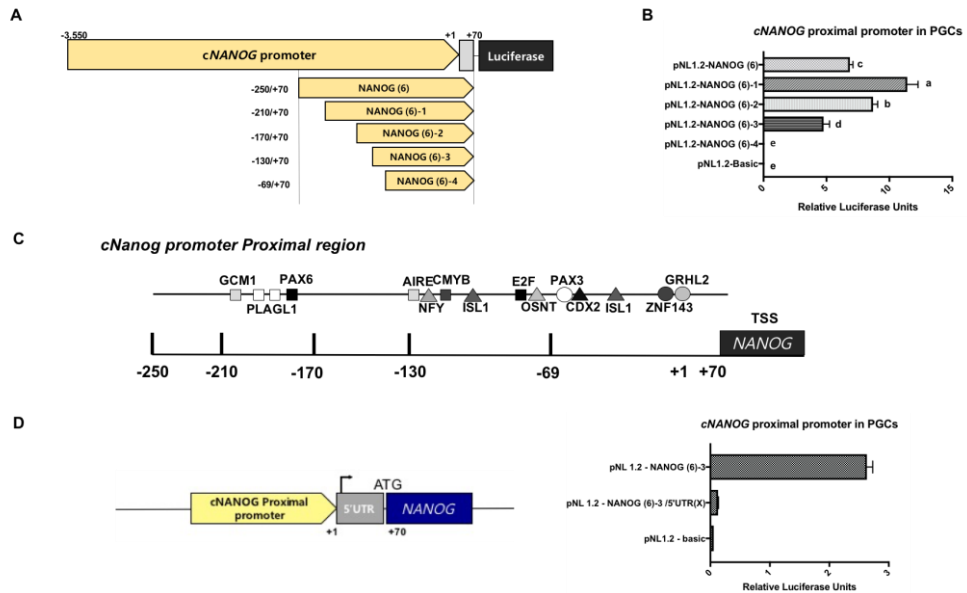 A
-3,550
+1
+70
cNANOG promoter
Luciferase
-250/+70
NANOG (6)
-210/+70
NANOG (6)-1
-170/+70
NANOG (6)-2
-130/+70
NANOG (6)-3
-69/+70
NANOG (6)-4
B
cNANOG proximal promoter in PGCs
pNL1.2-NANOG (6)
c
pNL1.2-NANOG (6)-1
a
pNL1.2-NANOG (6)-2
b
pNL1.2-NANOG (6)-3
d
pNL1.2-NANOG (6)-4
e
pNL1.2-Basic
e
0 5 10 15
Relative Luciferase Units
C
cNanog promoter Proximal region
GCM1 PAX6 AIRE CMYB E2F PAX3 GRHL2
PLAGL1 NFY ISL1 OSNT CDX2 ISL1 ZNF143
TSS
NANOG
-250 -210 -170 -130 -69 +1 +70
D
ATG
cNANOG Proximal
promoter
5'UTR
NANOG
+1 +70
cNANOG proximal promoter in PGCs
pNL 1.2 - NANOG (6)-3
pNL 1.2 - NANOG (6)-3 /5'UTR(X)
pNL1.2 - basic
0 1 2 3
Relative Luciferase Units